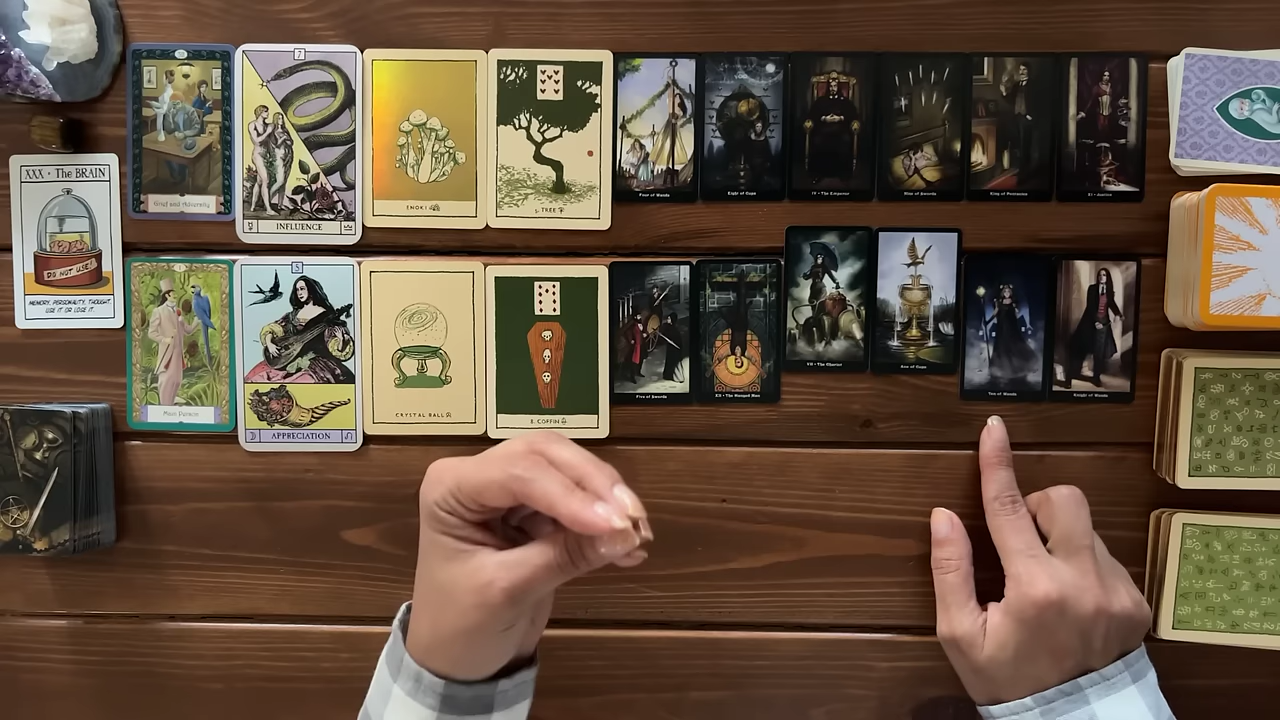 XXX • The BRAIN
DO NOT USE!
MEMORY, PERSONALITY, THOUGHT.
USE IT OR LOSE IT.
Grief and Adversity
7
INFLUENCE
ENOKI
5. TREE
Four of Wands
Eight of Cups
IV • The Emperor
Nine of Swords
King of Pentacles
XI • Justice
Main Person
5
APPRECIATION
CRYSTAL BALL
8. COFFIN
Five of Swords
XII • The Hanged Man
VII • The Chariot
Ace of Cups
Two of Wands
Knight of Wands